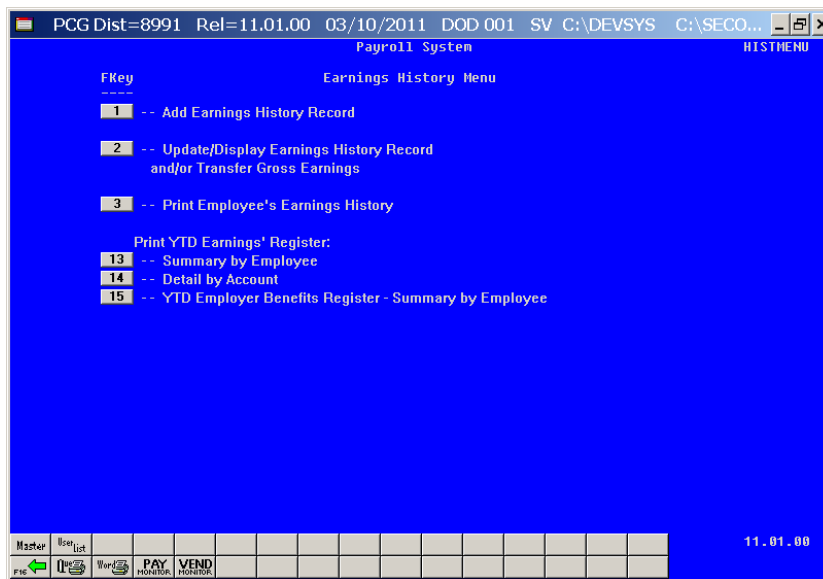 PCG Dist=8991 Rel=11.01.00 03/10/2011 DOD 001 SV C:\DEVSYS C:\SECO...
Payroll System HISTMENU
FKey Earnings History Menu
----
1 -- Add Earnings History Record
2 -- Update/Display Earnings History Record
and/or Transfer Gross Earnings
3 -- Print Employee's Earnings History
Print YTD Earnings' Register:
13 -- Summary by Employee
14 -- Detail by Account
15 -- YTD Employer Benefits Register - Summary by Employee
Master User List 11.01.00
F16 Que Word PAY MONITOR VEND MONITOR